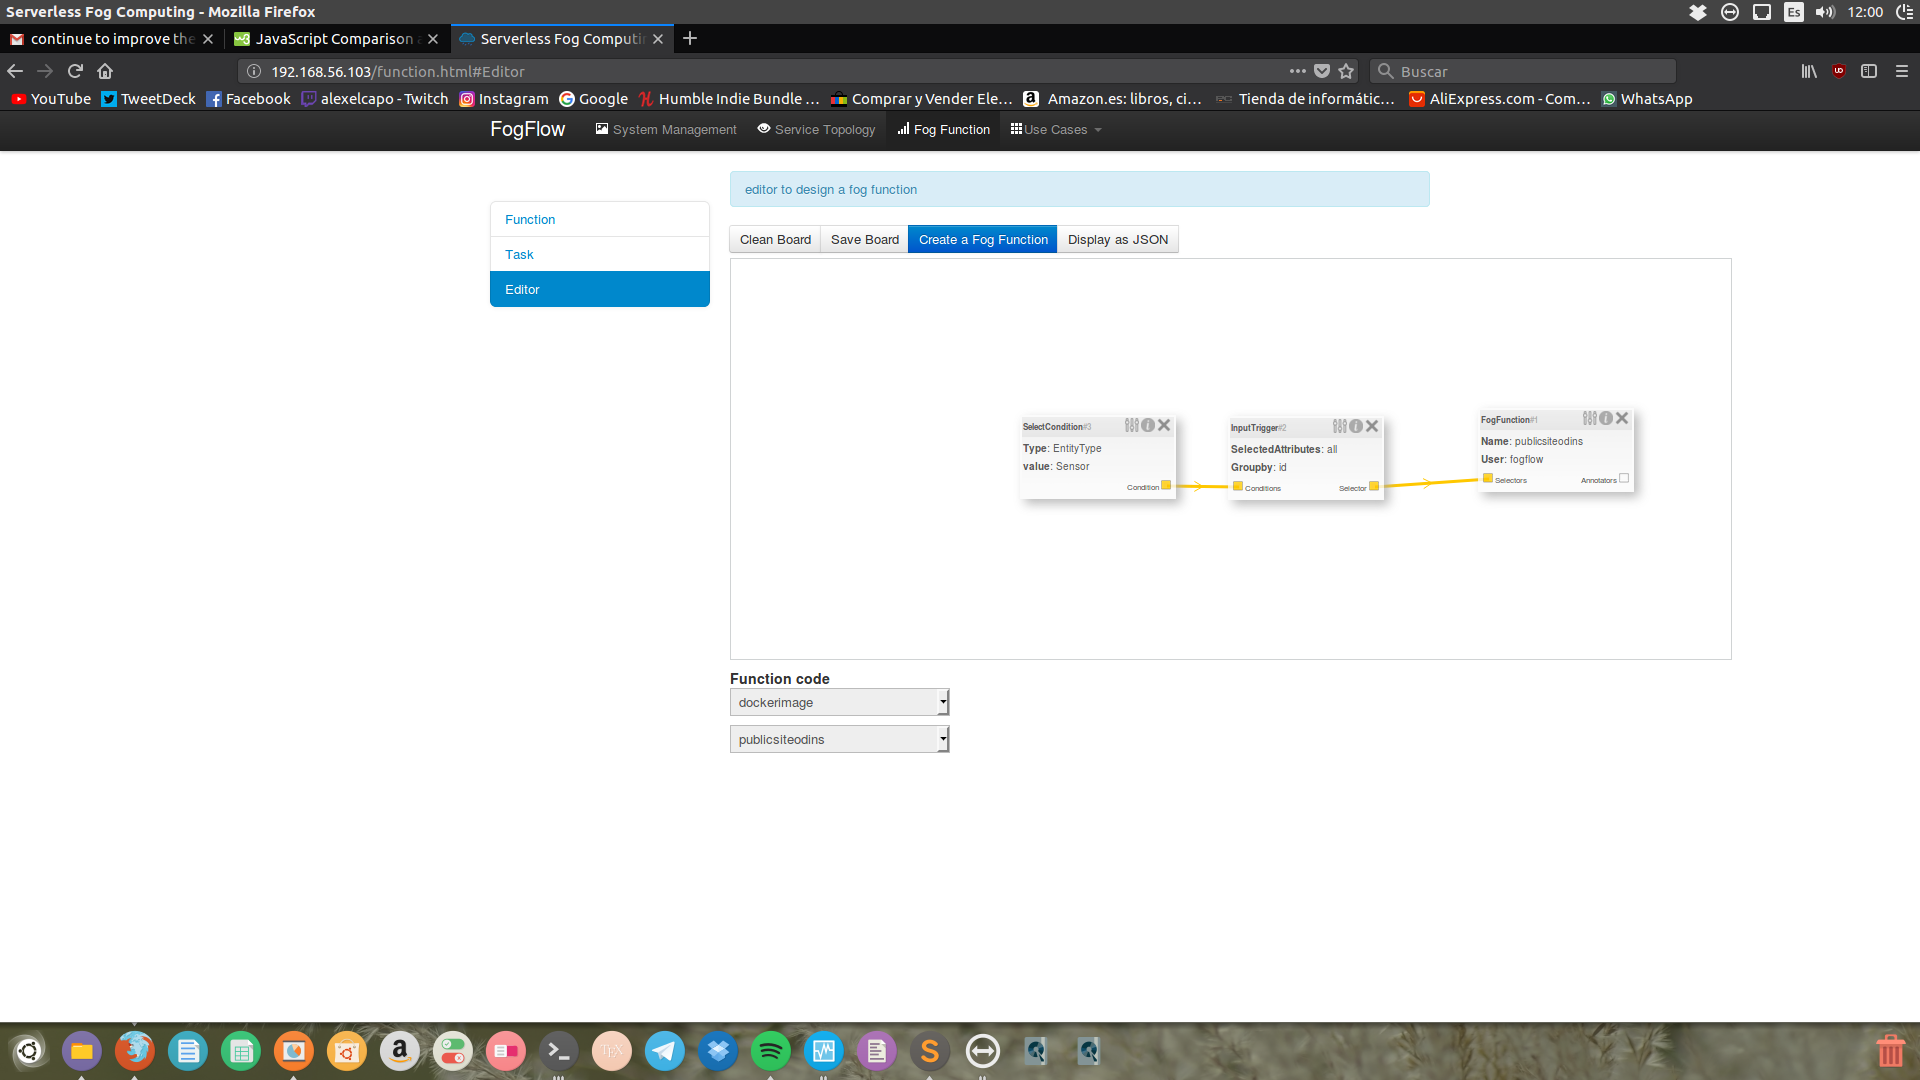 Serverless Fog Computing - Mozilla Firefox
Es
12:00
continue to improve the
JavaScript Comparison a
Serverless Fog Computin
192.168.56.103/function.html#Editor
Buscar
YouTube
TweetDeck
Facebook
alexelcapo - Twitch
Instagram
Google
Humble Indie Bundle ...
Comprar y Vender Ele...
Amazon.es: libros, ci...
Tienda de informátic...
AliExpress.com - Com...
WhatsApp
FogFlow
System Management
Service Topology
Fog Function
Use Cases
editor to design a fog function
Function
Task
Editor
Clean Board
Save Board
Create a Fog Function
Display as JSON
SelectCondition#3
Type: EntityType
value: Sensor
Condition
InputTrigger#2
SelectedAttributes: all
Groupby: id
Conditions
Selector
FogFunction#1
Name: publicsiteodins
User: fogflow
Selectors
Annotators
Function code
dockerimage
publicsiteodins